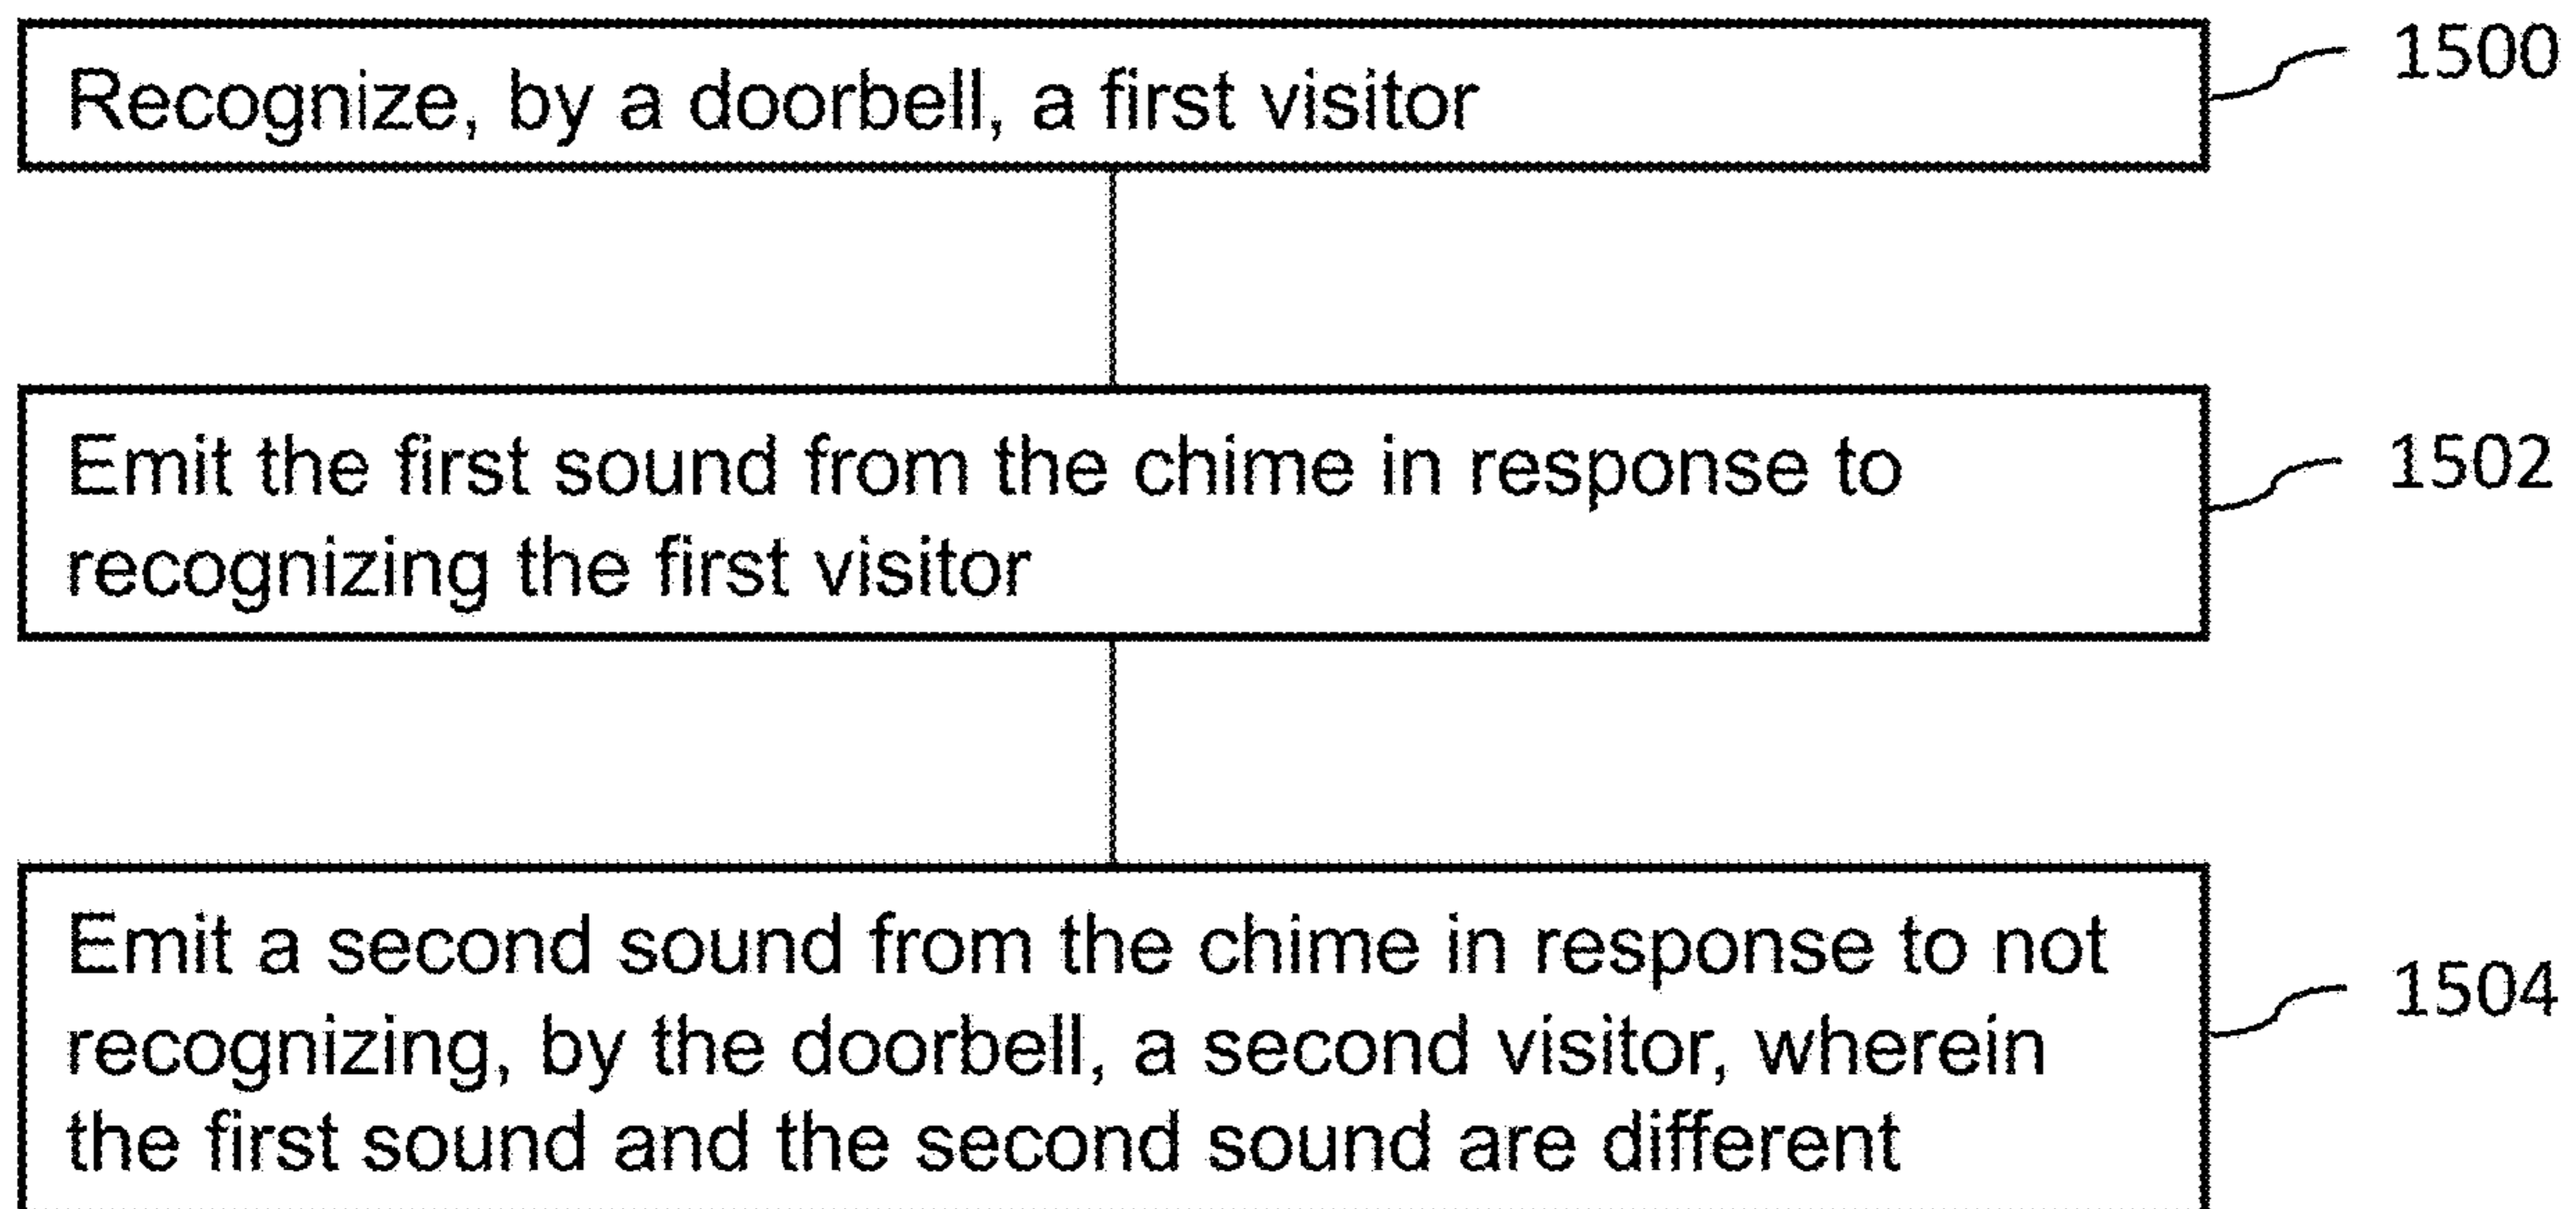 Recognize, by a doorbell, a first visitor
1500
Emit the first sound from the chime in response to
recognizing the first visitor
1502
Emit a second sound from the chime in response to not
recognizing, by the doorbell, a second visitor, wherein
the first sound and the second sound are different
1504